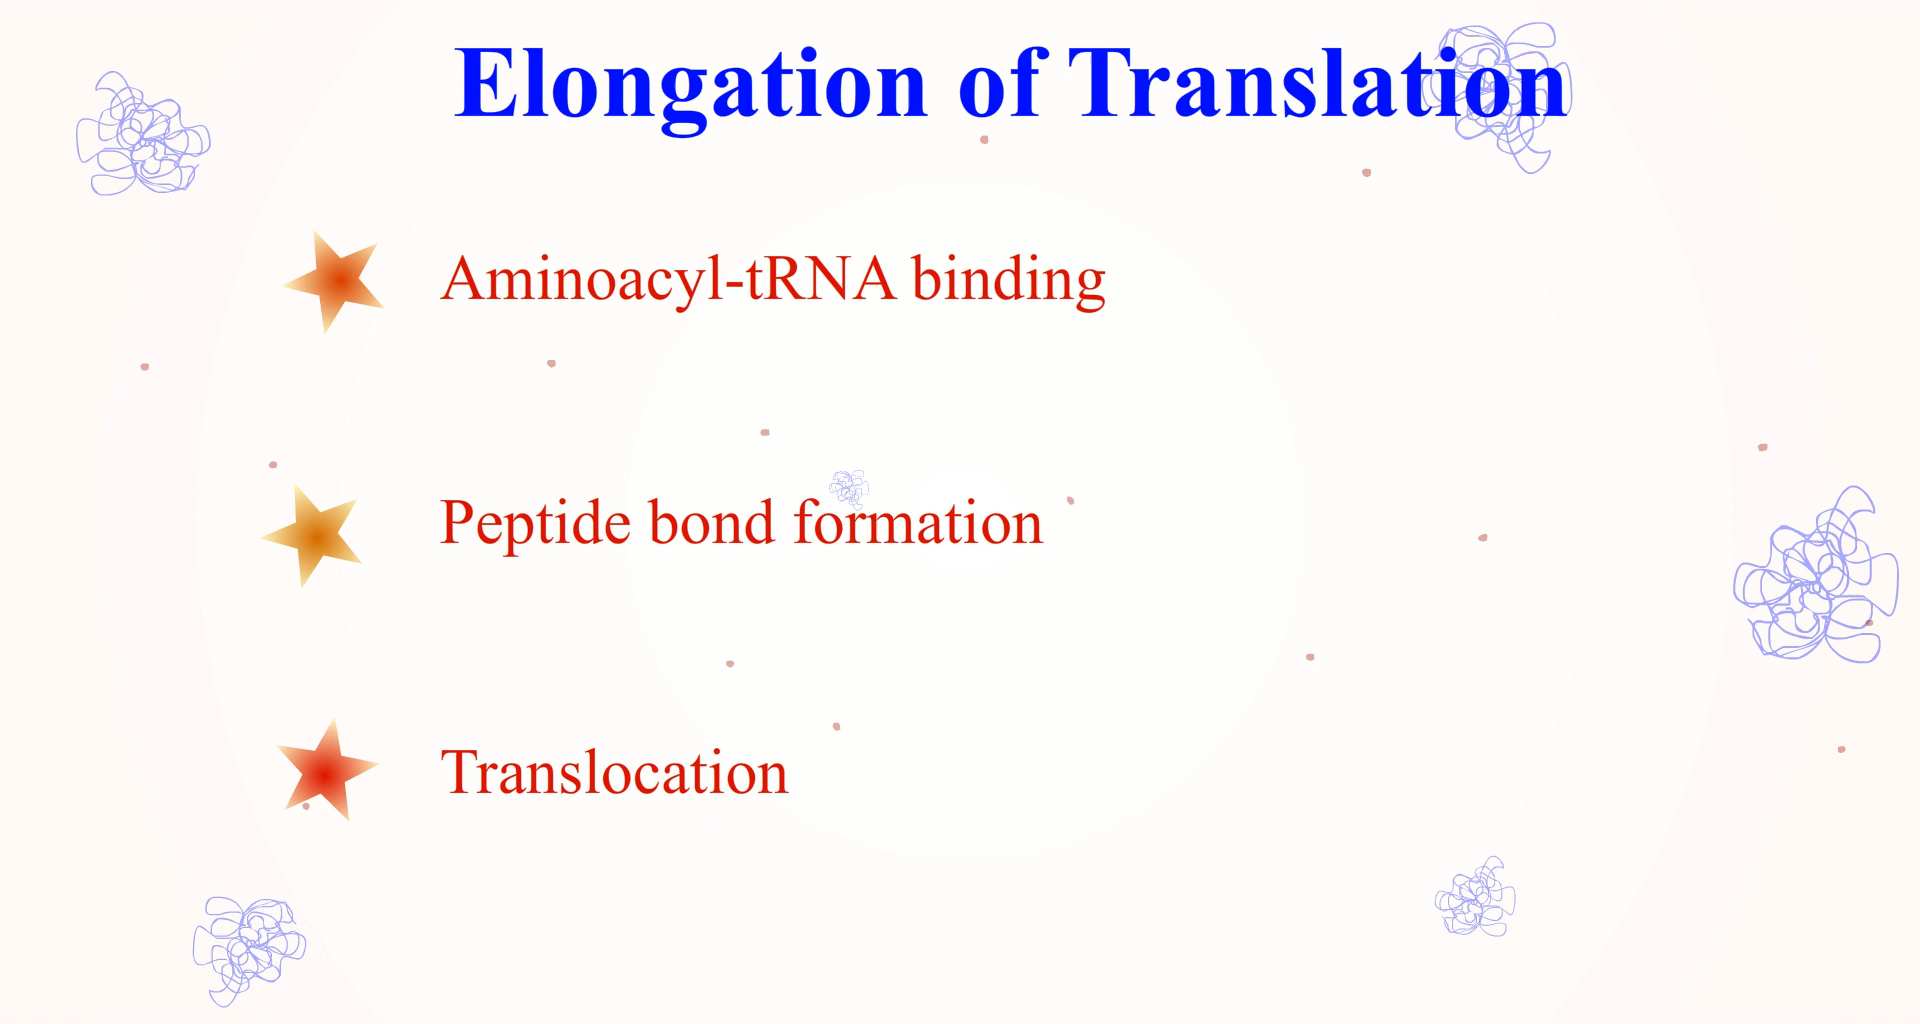 Elongation of Translation
Aminoacyl-tRNA binding
Peptide bond formation
Translocation